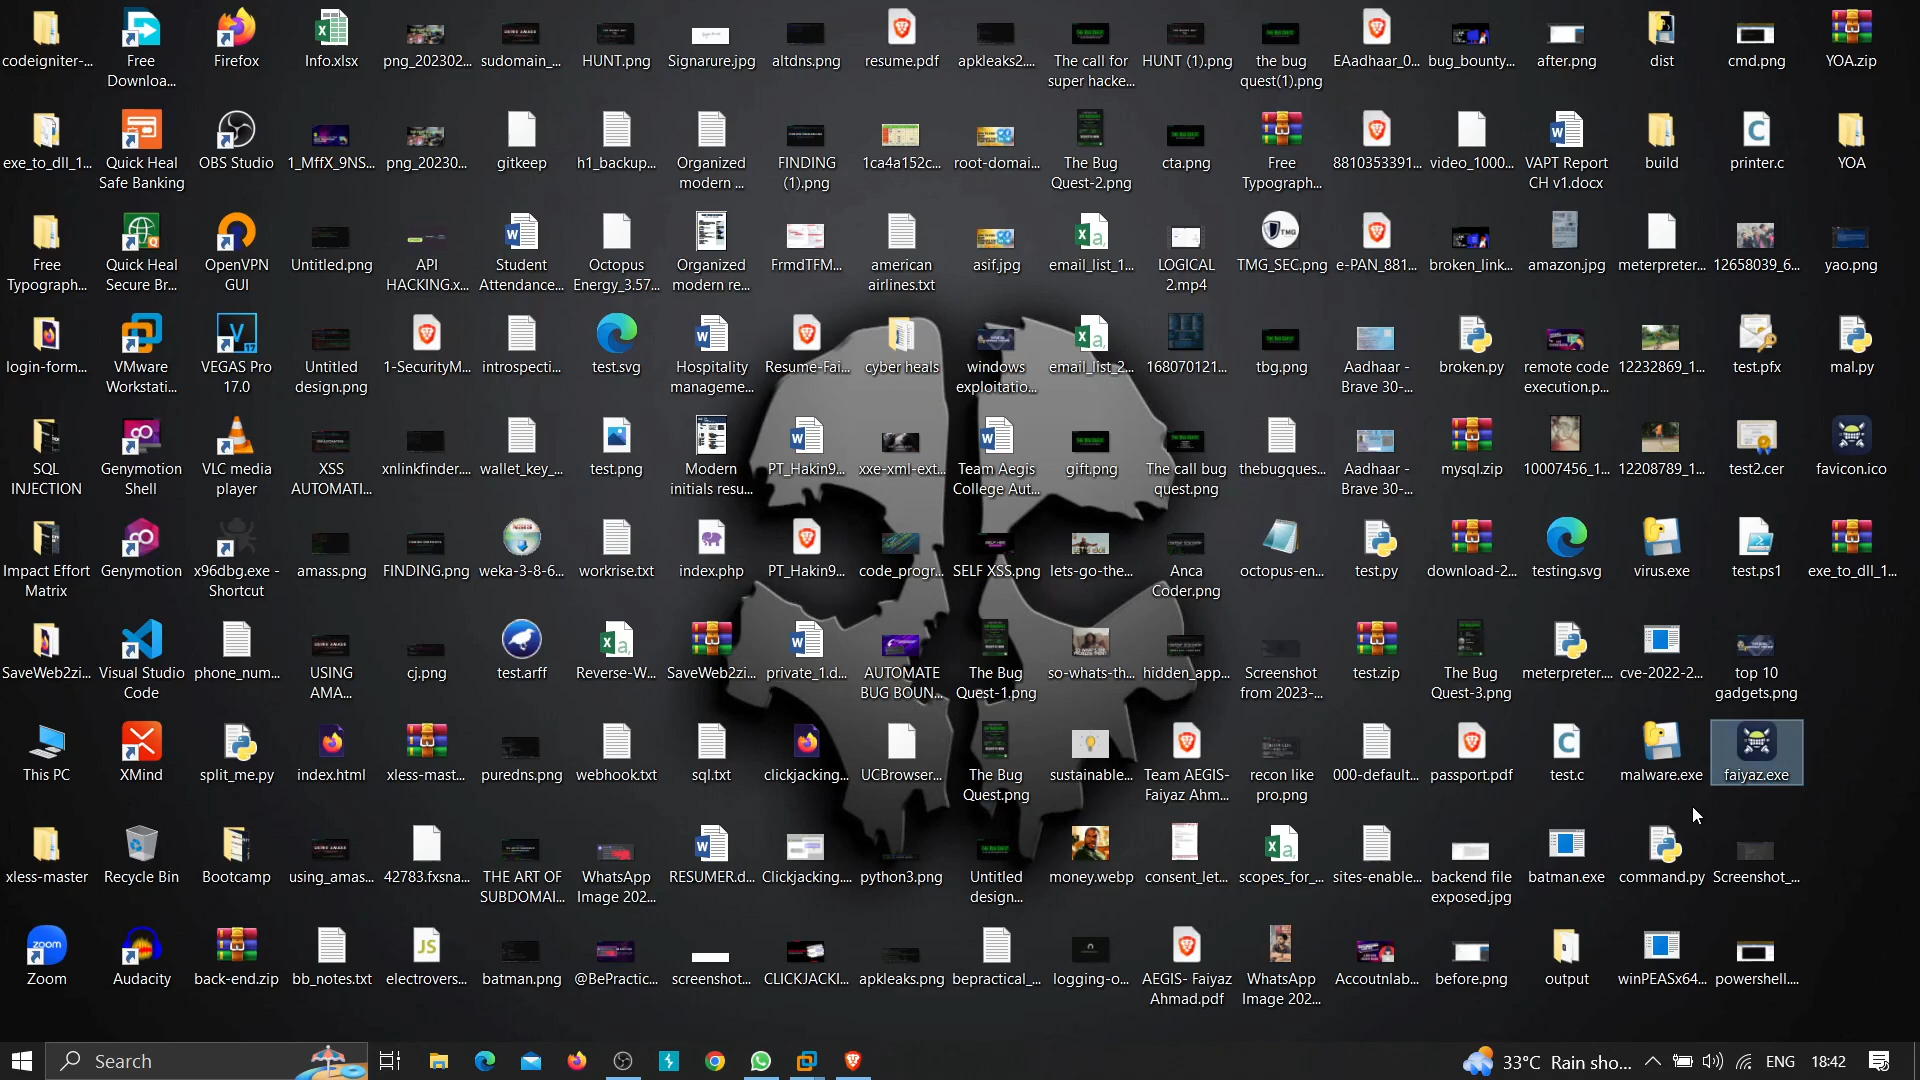 codeigniter-...
Free
Downloa...
Firefox
Info.xlsx
png_202302...
sudomain_...
HUNT.png
Signarure.jpg
altdns.png
resume.pdf
apkleaks2....
The call for
super hacke...
HUNT (1).png
the bug
quest(1).png
EAadhaar_0...
bug_bounty...
after.png
dist
cmd.png
YOA.zip
exe_to_dll_1...
Quick Heal
Safe Banking
OBS Studio
1_MffX_9NS...
png_20230...
gitkeep
h1_backup...
Organized
modern ...
FINDING
(1).png
1ca4a152c...
root-domai...
The Bug
Quest-2.png
cta.png
Free
Typograph...
8810353391...
video_1000...
VAPT Report
CH v1.docx
build
printer.c
YOA
Free
Typograph...
Quick Heal
Secure Br...
OpenVPN
GUI
Untitled.png
API
HACKING.x...
Student
Attendance...
Octopus
Energy_3.57...
Organized
modern re...
FrmdTFM...
american
airlines.txt
asif.jpg
email_list_1...
LOGICAL
2.mp4
TMG_SEC.png
e-PAN_881...
broken_link...
amazon.jpg
meterpreter...
12658039_6...
yao.png
login-form...
VMware
Workstati...
VEGAS Pro
17.0
Untitled
design.png
1-SecurityM...
introspecti...
test.svg
Hospitality
manageme...
Resume-Fai...
cyber heals
windows
exploitatio...
email_list_2...
168070121...
tbg.png
Aadhaar -
Brave 30-...
broken.py
remote code
execution.p...
12232869_1...
test.pfx
mal.py
SQL
INJECTION
Genymotion
Shell
VLC media
player
XSS
AUTOMATI...
xnlinkfinder....
wallet_key_...
test.png
Modern
initials resu...
PT_Hakin9...
xxe-xml-ext...
Team Aegis
College Aut...
gift.png
The call bug
quest.png
thebugques...
Aadhaar -
Brave 30-...
mysql.zip
10007456_1...
12208789_1...
test2.cer
favicon.ico
Impact Effort
Matrix
Genymotion
x96dbg.exe -
Shortcut
amass.png
FINDING.png
weka-3-8-6...
workrise.txt
index.php
PT_Hakin9...
code_progr...
SELF XSS.png
lets-go-the...
Anca
Coder.png
octopus-en...
test.py
download-2...
testing.svg
virus.exe
test.ps1
exe_to_dll_1...
SaveWeb2zi...
Visual Studio
Code
phone_num...
USING
AMA...
cj.png
test.arff
Reverse-W...
SaveWeb2zi...
private_1.d...
AUTOMATE
BUG BOUN...
The Bug
Quest-1.png
so-whats-th...
hidden_app...
Screenshot
from 2023-...
test.zip
The Bug
Quest-3.png
meterpreter....
cve-2022-2...
top 10
gadgets.png
This PC
XMind
split_me.py
index.html
xless-mast...
puredns.png
webhook.txt
sql.txt
clickjacking...
UCBrowser...
The Bug
Quest.png
sustainable...
Team AEGIS-
Faiyaz Ahm...
recon like
pro.png
000-default...
passport.pdf
test.c
malware.exe
faiyaz.exe
xless-master
Recycle Bin
Bootcamp
using_amas...
42783.fxsna...
THE ART OF
SUBDOMAI...
WhatsApp
Image 202...
RESUMER.d...
Clickjacking....
python3.png
Untitled
design...
money.webp
consent_let...
scopes_for_...
sites-enable...
backend file
exposed.jpg
batman.exe
command.py
Screenshot_...
Zoom
Audacity
back-end.zip
bb_notes.txt
electrovers...
batman.png
@BePractic...
screenshot...
CLICKJACKI...
apkleaks.png
bepractical_...
logging-o...
AEGIS- Faiyaz
Ahmad.pdf
WhatsApp
Image 202...
Accoutnlab...
before.png
output
winPEASx64...
powershell....
Search
33°C Rain sho...
ENG
18:42